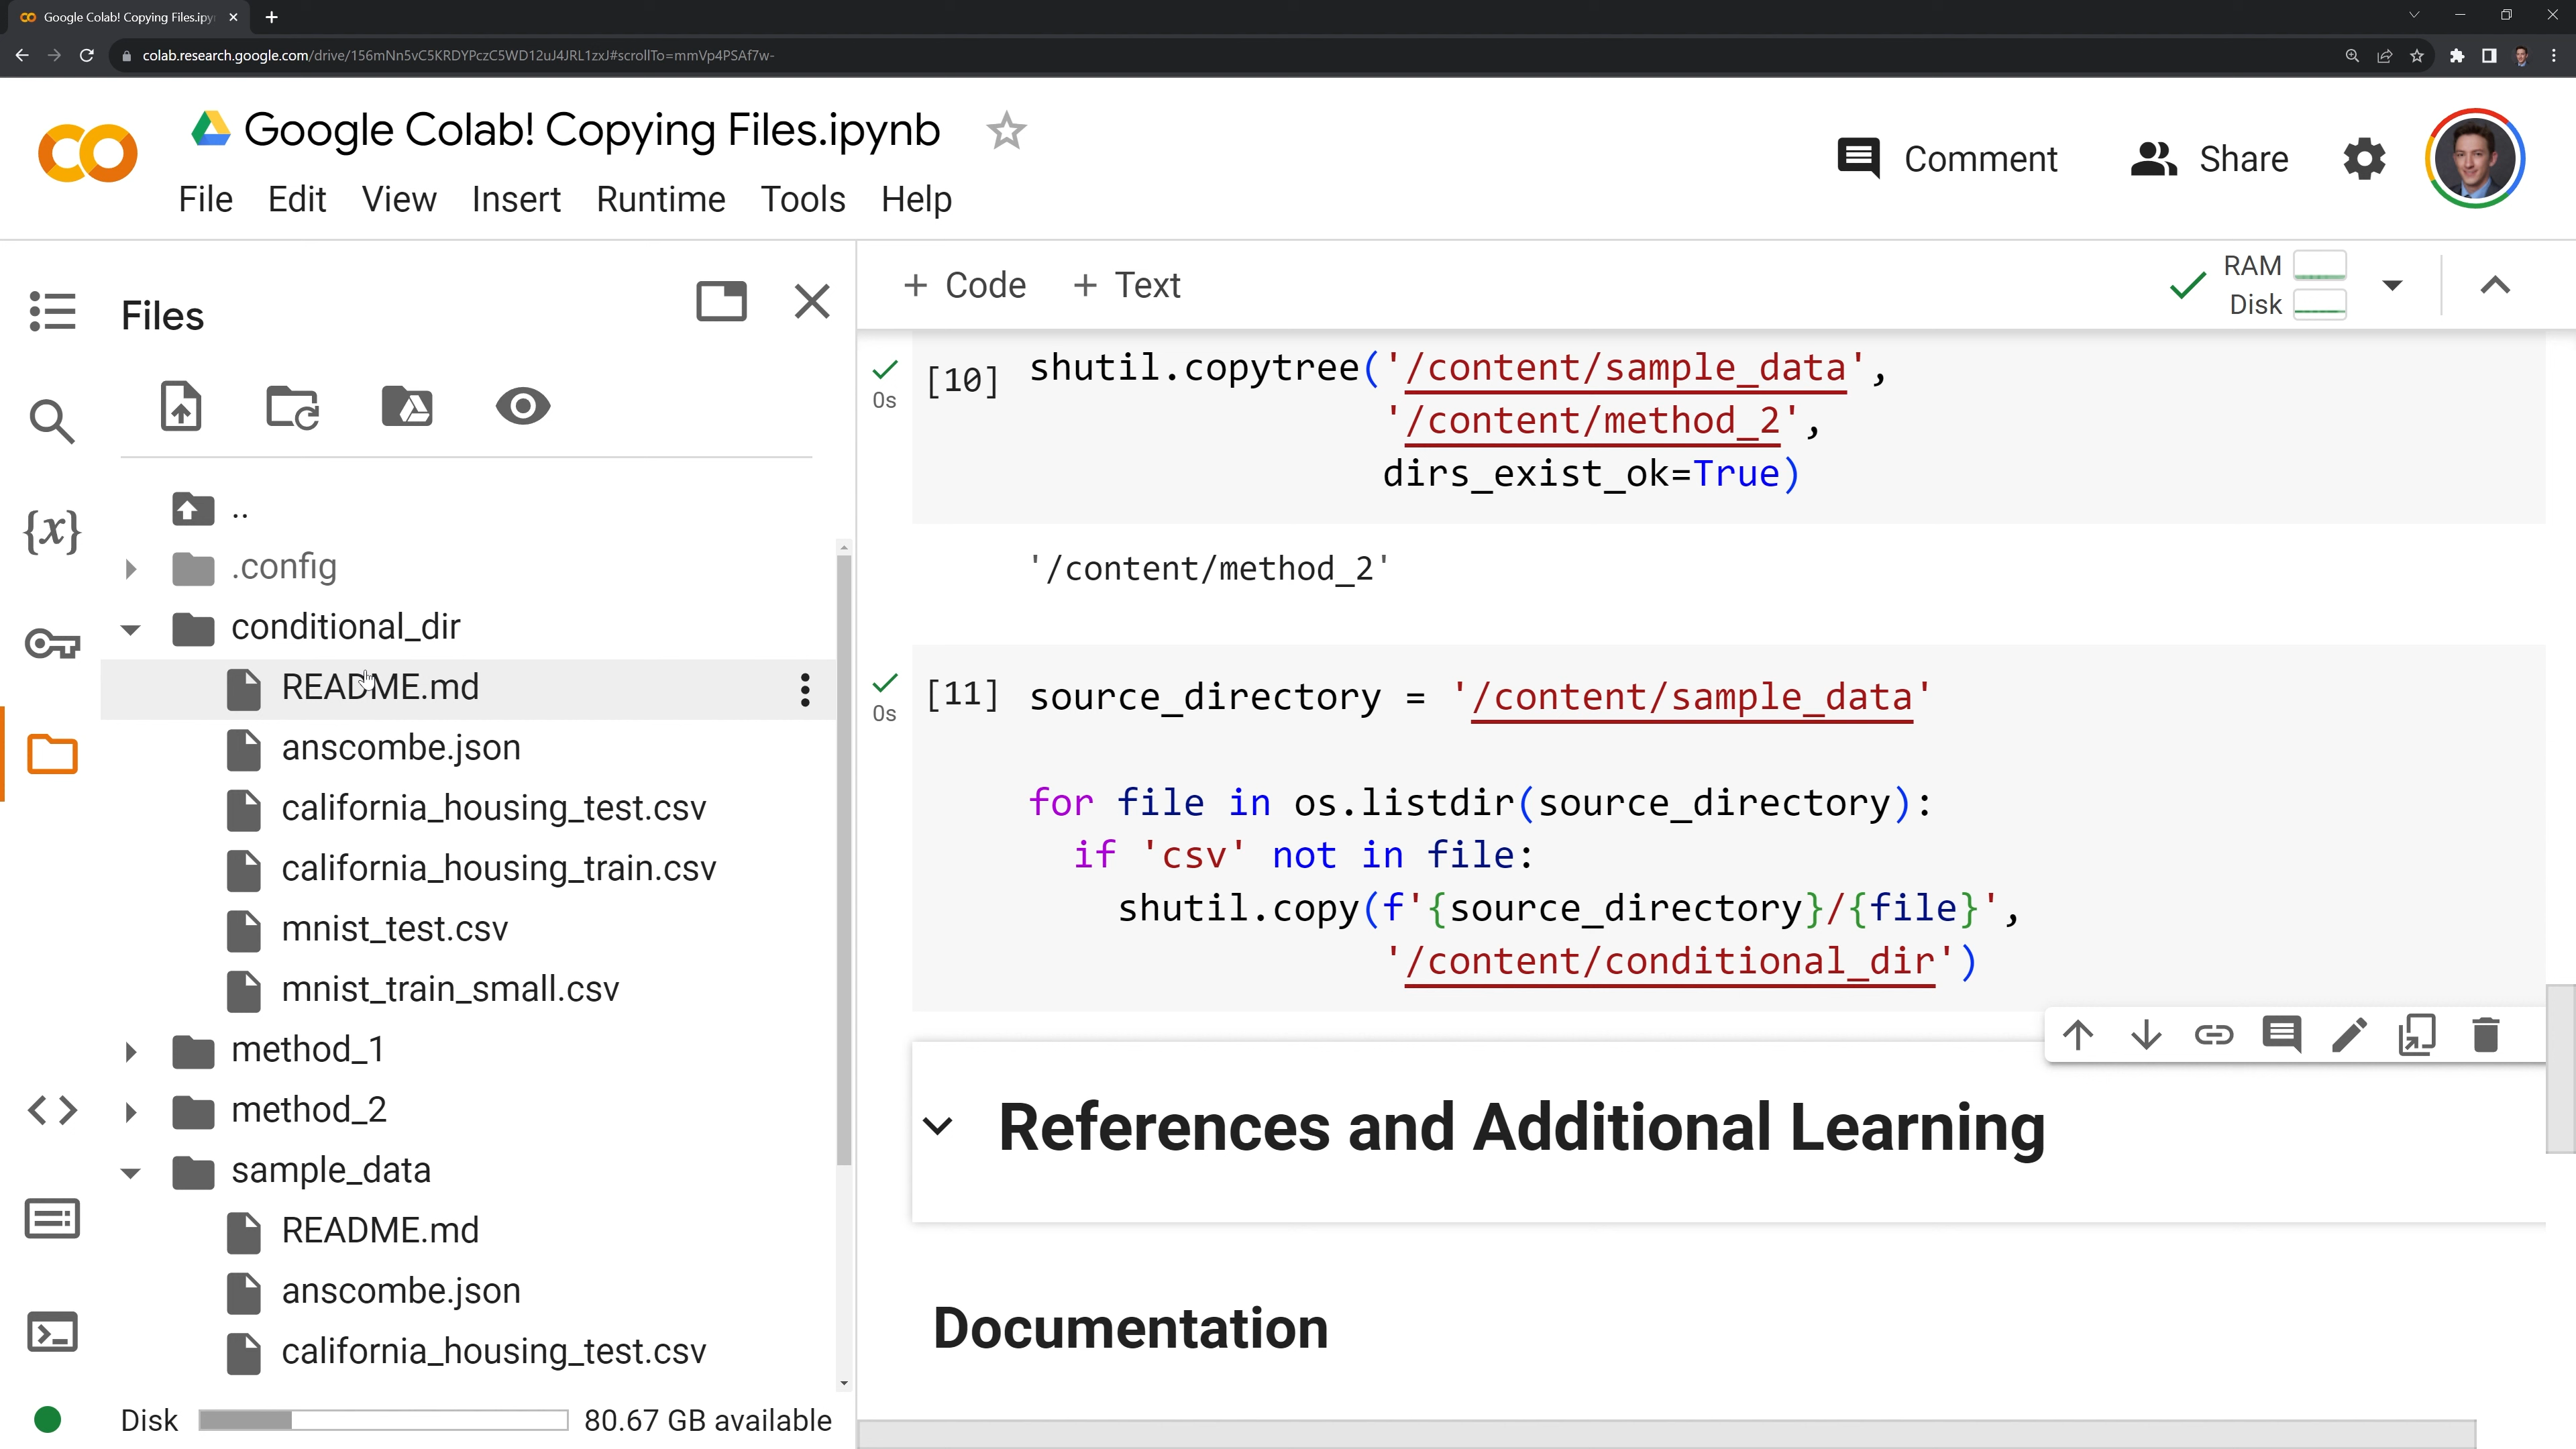 Google Colab! Copying Files.ipy
colab.research.google.com/drive/156mNn5vC5KRDYPczC5WD12uJ4JRL1zxJ#scrollTo=mmVp4PSAf7w-
Google Colab! Copying Files.ipynb
File Edit View Insert Runtime Tools Help
Comment
Share
Files
+ Code + Text
RAM
Disk
..
.config
conditional_dir
README.md
anscombe.json
california_housing_test.csv
california_housing_train.csv
mnist_test.csv
mnist_train_small.csv
method_1
method_2
sample_data
README.md
anscombe.json
california_housing_test.csv
Disk 80.67 GB available
{x}
[10] shutil.copytree('/content/sample_data',
0s
'/content/method_2',
dirs_exist_ok=True)
'/content/method_2'
[11] source_directory = '/content/sample_data'
0s
for file in os.listdir(source_directory):
if 'csv' not in file:
shutil.copy(f'{source_directory}/{file}',
'/content/conditional_dir')
References and Additional Learning
Documentation